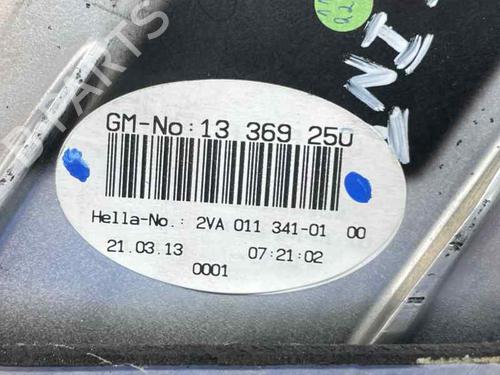 GM-No: 13 369 250
Hella-No.: 2VA 011 341-01 00
21.03.13 07:21:02
0001